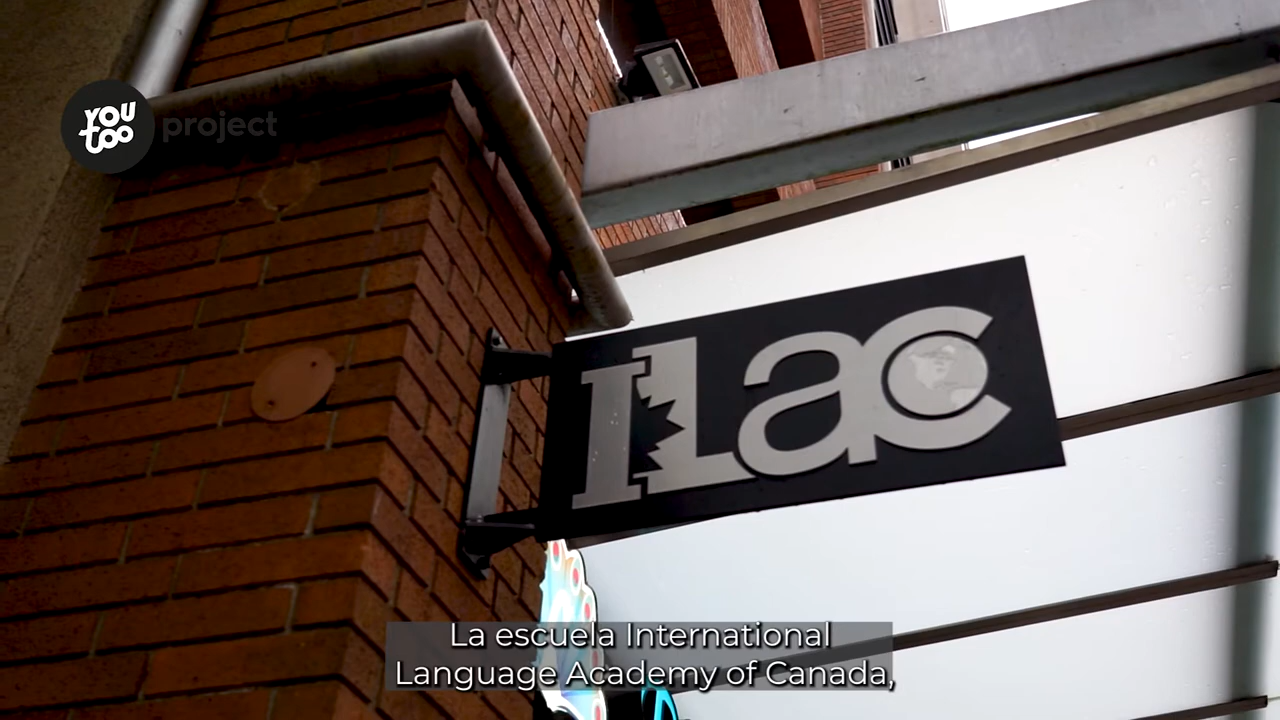 YOU
too
project
ILac
La escuela International
Language Academy of Canada,